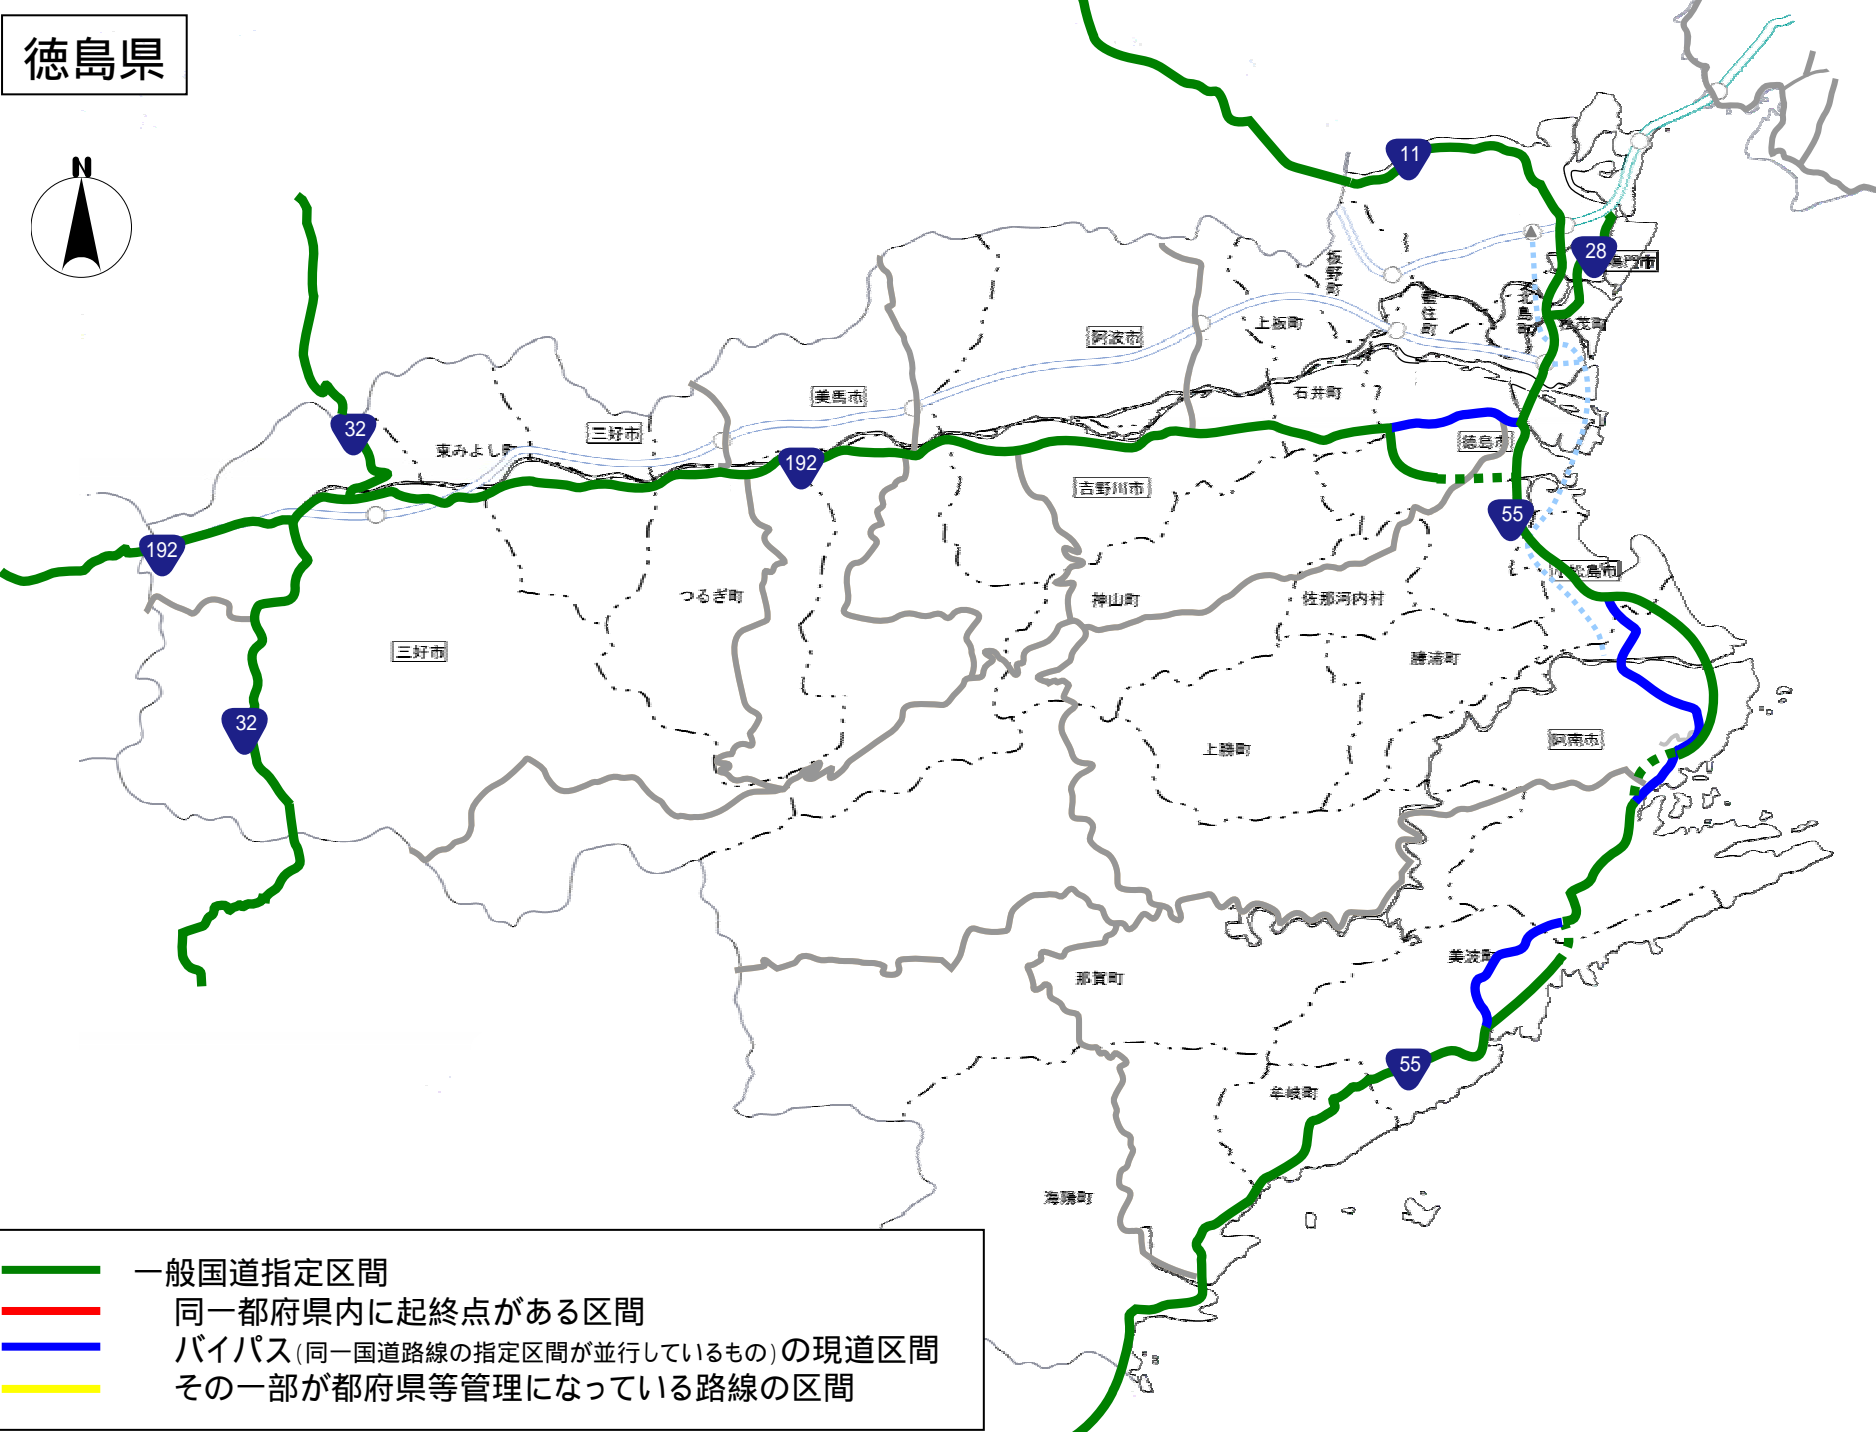 徳島県
N
11
28
鳴門市
板野町
藍住町
北島町
松茂町
上板町
阿波市
石井町
美馬市
三好市
東みよし町
32
192
徳島市
吉野川市
55
192
小松島市
つるぎ町
神山町
佐那河内村
三好市
勝浦町
32
上勝町
阿南市
美波町
那賀町
55
牟岐町
海陽町
一般国道指定区間
同一都府県内に起終点がある区間
バイパス(同一国道路線の指定区間が並行しているもの)の現道区間
その一部が都府県等管理になっている路線の区間